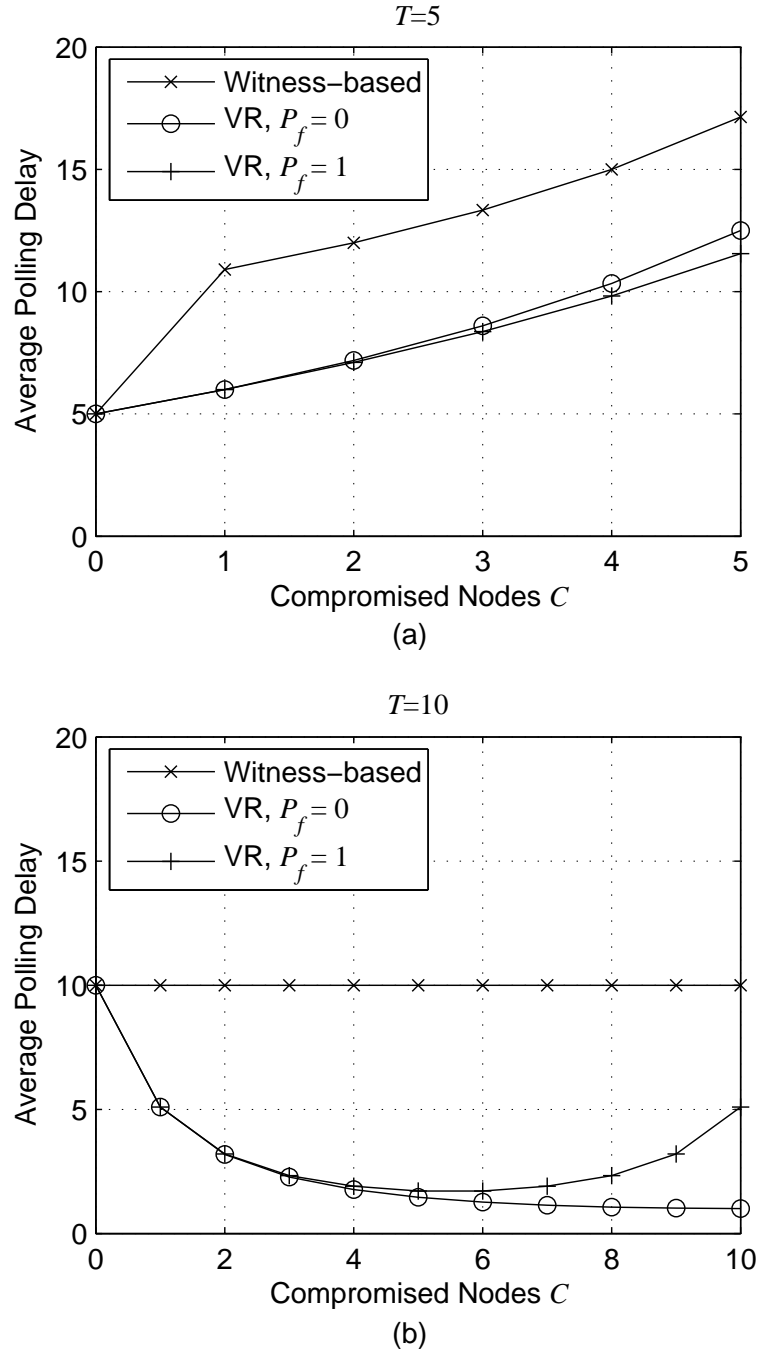 T=5
20
15
10
5
0
Average Polling Delay
Witness-based
VR, P_f = 0
VR, P_f = 1
0 1 2 3 4 5
Compromised Nodes C
(a)
T=10
20
15
10
5
0
Average Polling Delay
Witness-based
VR, P_f = 0
VR, P_f = 1
0 2 4 6 8 10
Compromised Nodes C
(b)